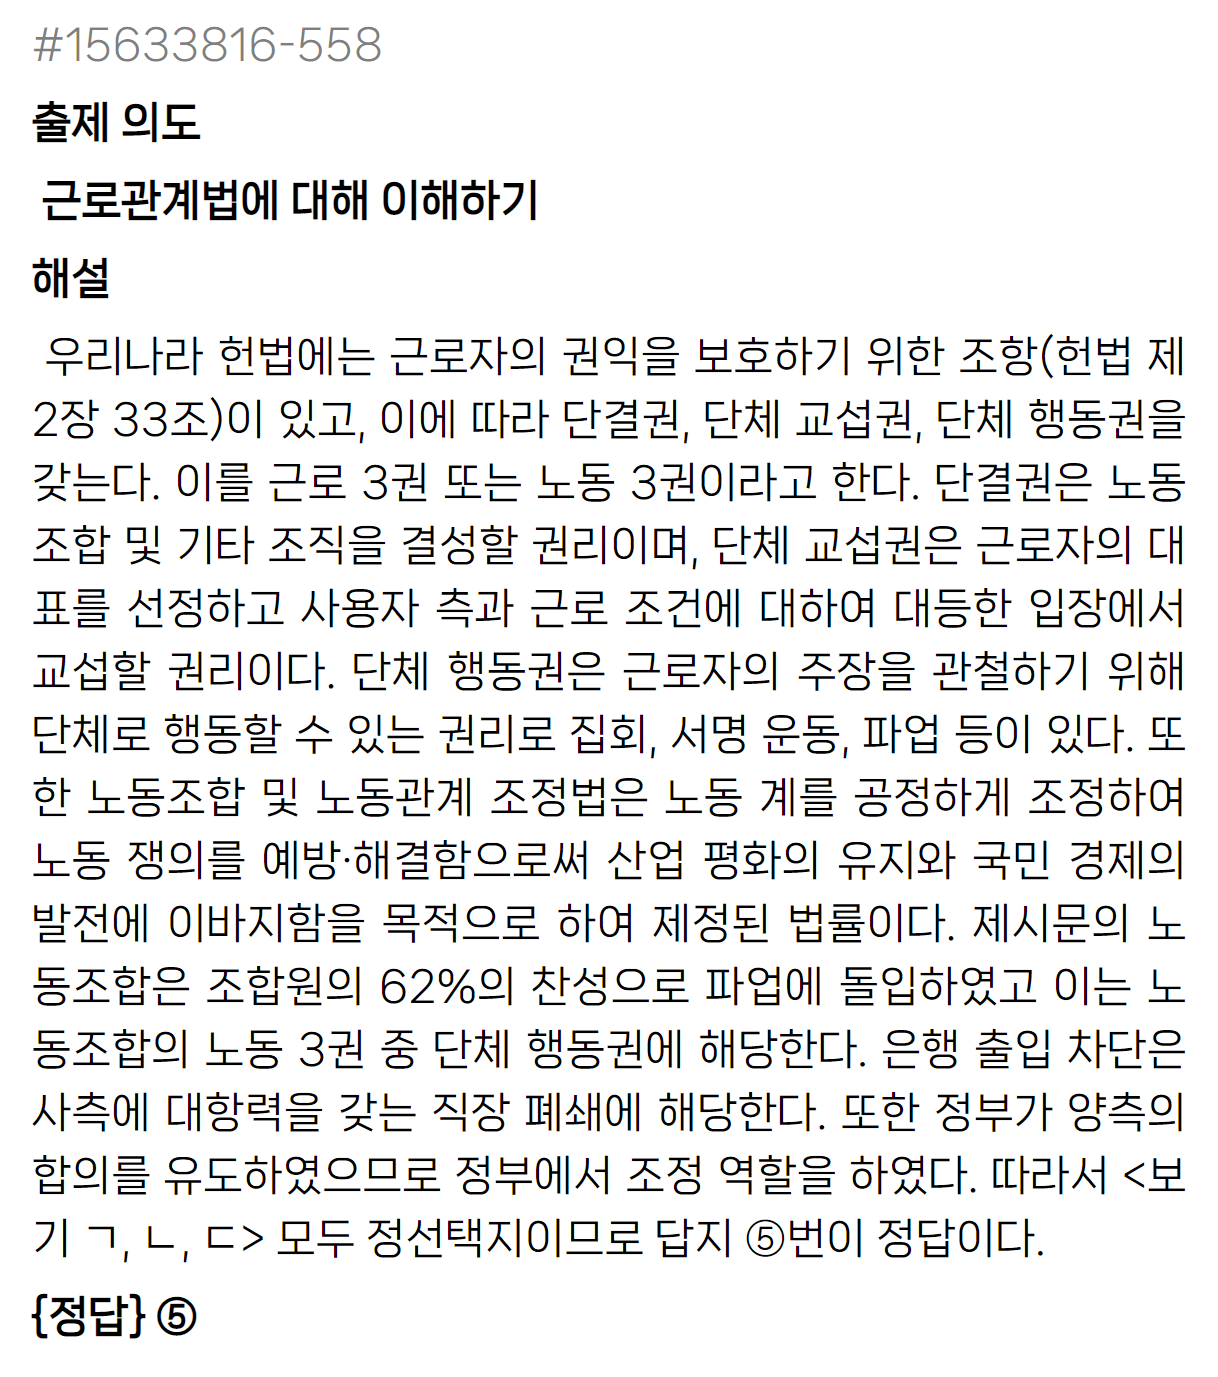 #15633816-558
출제 의도
근로관계법에 대해 이해하기
해설
우리나라 헌법에는 근로자의 권익을 보호하기 위한 조항(헌법 제
2장 33조)이 있고, 이에 따라 단결권, 단체 교섭권, 단체 행동권을
갖는다. 이를 근로 3권 또는 노동 3권이라고 한다. 단결권은 노동
조합 및 기타 조직을 결성할 권리이며, 단체 교섭권은 근로자의 대
표를 선정하고 사용자 측과 근로 조건에 대하여 대등한 입장에서
교섭할 권리이다. 단체 행동권은 근로자의 주장을 관철하기 위해
단체로 행동할 수 있는 권리로 집회, 서명 운동, 파업 등이 있다. 또
한 노동조합 및 노동관계 조정법은 노동 계를 공정하게 조정하여
노동 쟁의를 예방·해결함으로써 산업 평화의 유지와 국민 경제의
발전에 이바지함을 목적으로 하여 제정된 법률이다. 제시문의 노
동조합은 조합원의 62%의 찬성으로 파업에 돌입하였고 이는 노
동조합의 노동 3권 중 단체 행동권에 해당한다. 은행 출입 차단은
사측에 대항력을 갖는 직장 폐쇄에 해당한다. 또한 정부가 양측의
합의를 유도하였으므로 정부에서 조정 역할을 하였다. 따라서 <보
기 ㄱ, ㄴ, ㄷ> 모두 정선택지이므로 답지 ⑤번이 정답이다.
{정답} ⑤